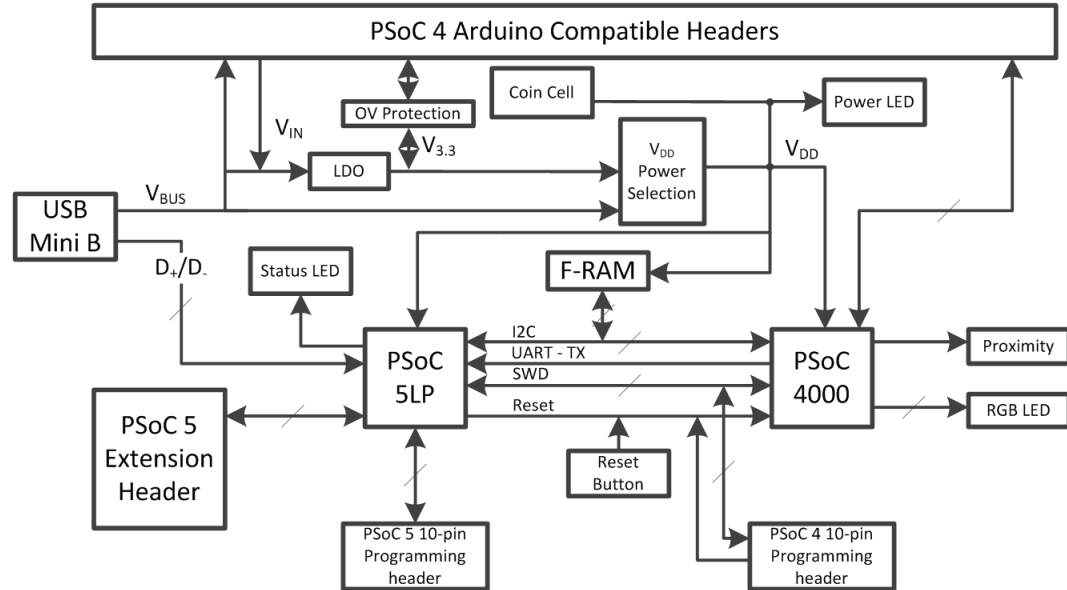 PSoC 4 Arduino Compatible Headers
Coin Cell
Power LED
OV Protection
VIN
V3.3
LDO
VDD
Power
Selection
VDD
VBUS
USB
Mini B
D+/D-
Status LED
F-RAM
I2C
UART - TX
SWD
Reset
PSoC
5LP
PSoC
4000
Proximity
RGB LED
PSoC 5
Extension
Header
Reset
Button
PSoC 5 10-pin
Programming
header
PSoC 4 10-pin
Programming
header